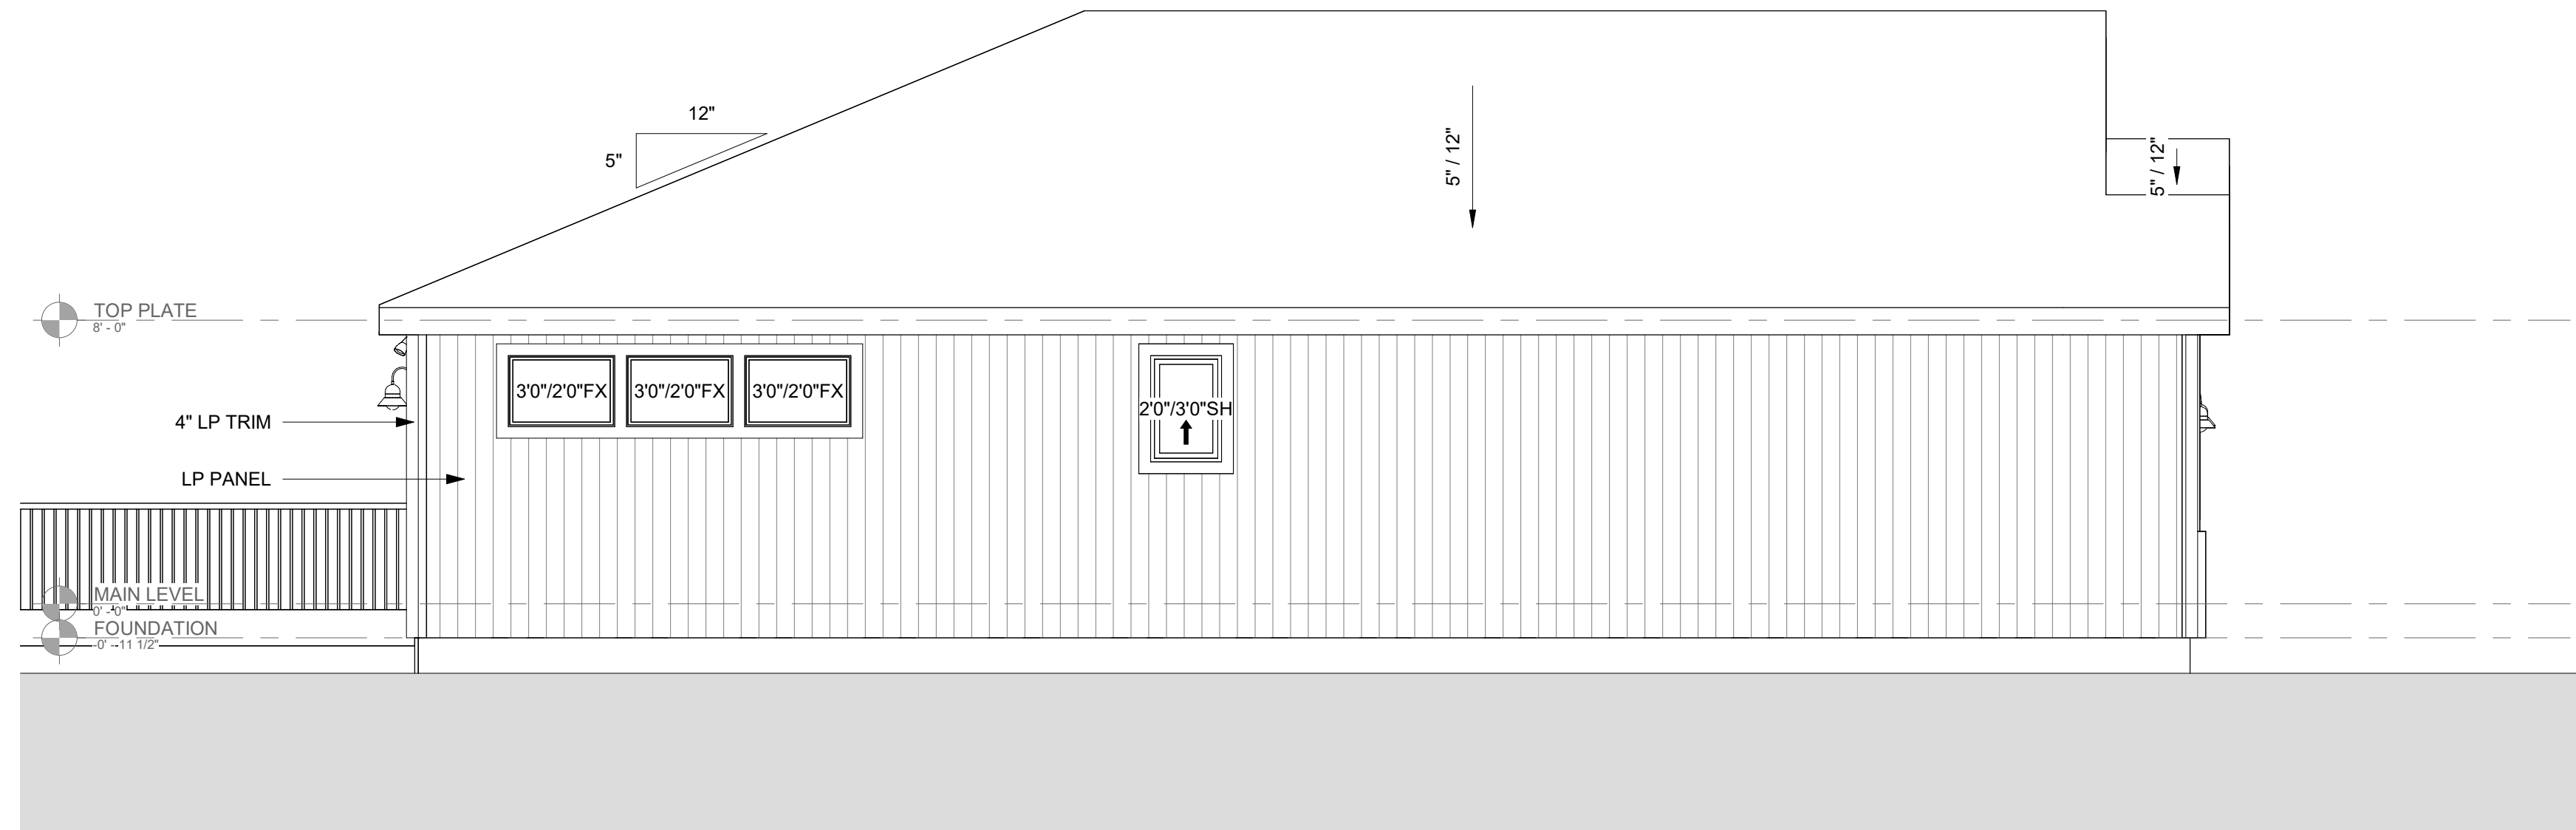 12"
5"
5" / 12"
5" / 12"
TOP PLATE
8' - 0"
3'0"/2'0"FX
3'0"/2'0"FX
3'0"/2'0"FX
2'0"/3'0"SH
4" LP TRIM
LP PANEL
MAIN LEVEL
0' - 0"
FOUNDATION
-0' - 11 1/2"